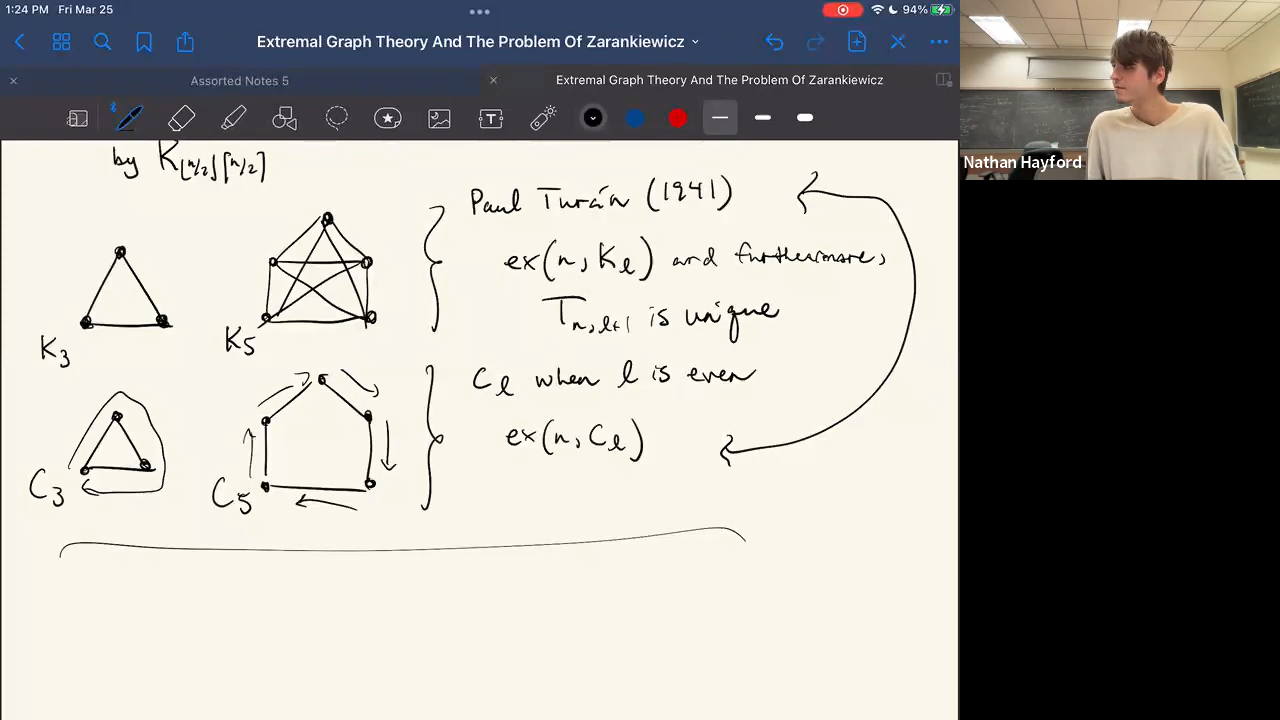 1:24 PM Fri Mar 25
94%
Extremal Graph Theory And The Problem Of Zarankiewicz
Assorted Notes 5
Extremal Graph Theory And The Problem Of Zarankiewicz
Nathan Hayford
by K⌊n/2⌋⌈n/2⌉
Paul Turán (1941)
ex(n, Kℓ) and furthermore,
Tn,ℓ+1 is unique
K3
K5
Cℓ when ℓ is even
ex(n, Cℓ)
C3
C5